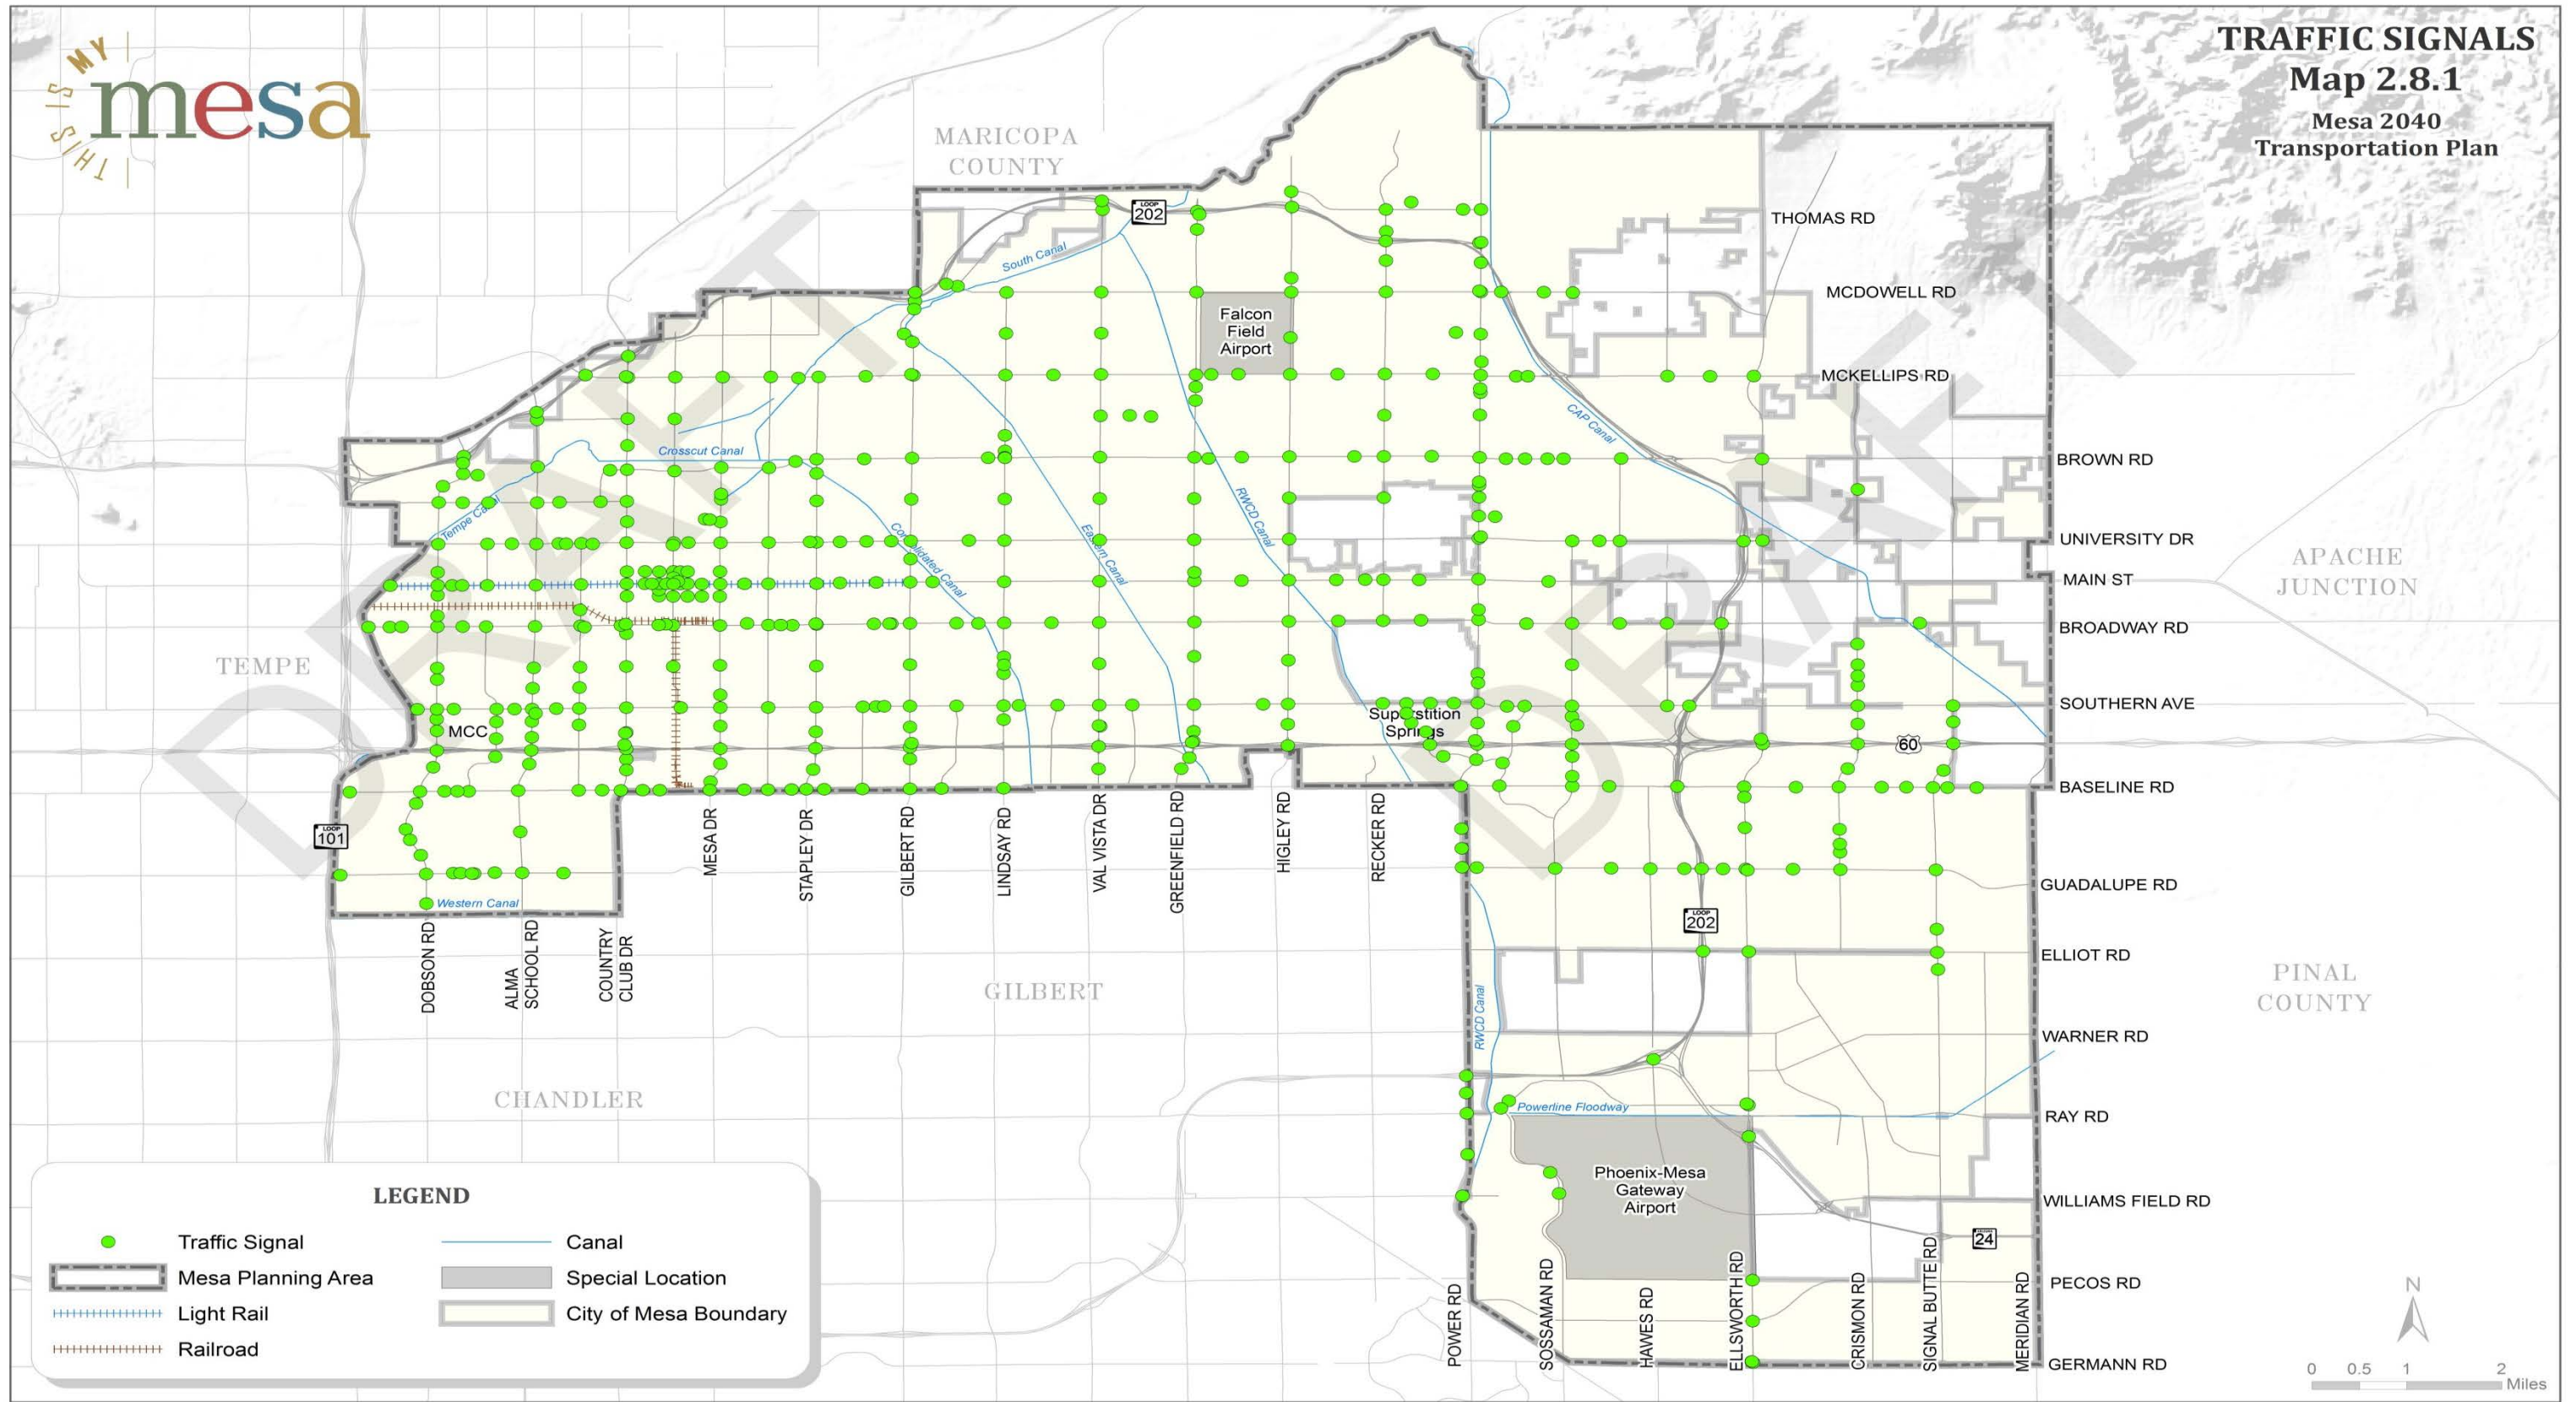 THIS IS MY
mesa
TRAFFIC SIGNALS
Map 2.8.1
Mesa 2040
Transportation Plan
DRAFT
DRAFT
MARICOPA
COUNTY
LOOP
202
THOMAS RD
South Canal
MCDOWELL RD
Falcon
Field
Airport
MCKELLIPS RD
CAP Canal
Crosscut Canal
BROWN RD
Tempe Canal
Consolidated Canal
Eastern Canal
RWCD Canal
UNIVERSITY DR
APACHE
JUNCTION
MAIN ST
BROADWAY RD
TEMPE
SOUTHERN AVE
MCC
Superstition
Springs
60
BASELINE RD
LOOP
101
MESA DR
STAPLEY DR
GILBERT RD
LINDSAY RD
VAL VISTA DR
GREENFIELD RD
HIGLEY RD
RECKER RD
GUADALUPE RD
Western Canal
LOOP
202
DOBSON RD
ALMA
SCHOOL RD
COUNTRY
CLUB DR
ELLIOT RD
GILBERT
PINAL
COUNTY
RWCD Canal
WARNER RD
CHANDLER
Powerline Floodway
RAY RD
Phoenix-Mesa
Gateway
Airport
WILLIAMS FIELD RD
24
PECOS RD
POWER RD
SOSSAMAN RD
HAWES RD
ELLSWORTH RD
CRISMON RD
SIGNAL BUTTE RD
MERIDIAN RD
GERMANN RD
LEGEND
Traffic Signal
Mesa Planning Area
Light Rail
Railroad
Canal
Special Location
City of Mesa Boundary
N
0 0.5 1 2
Miles